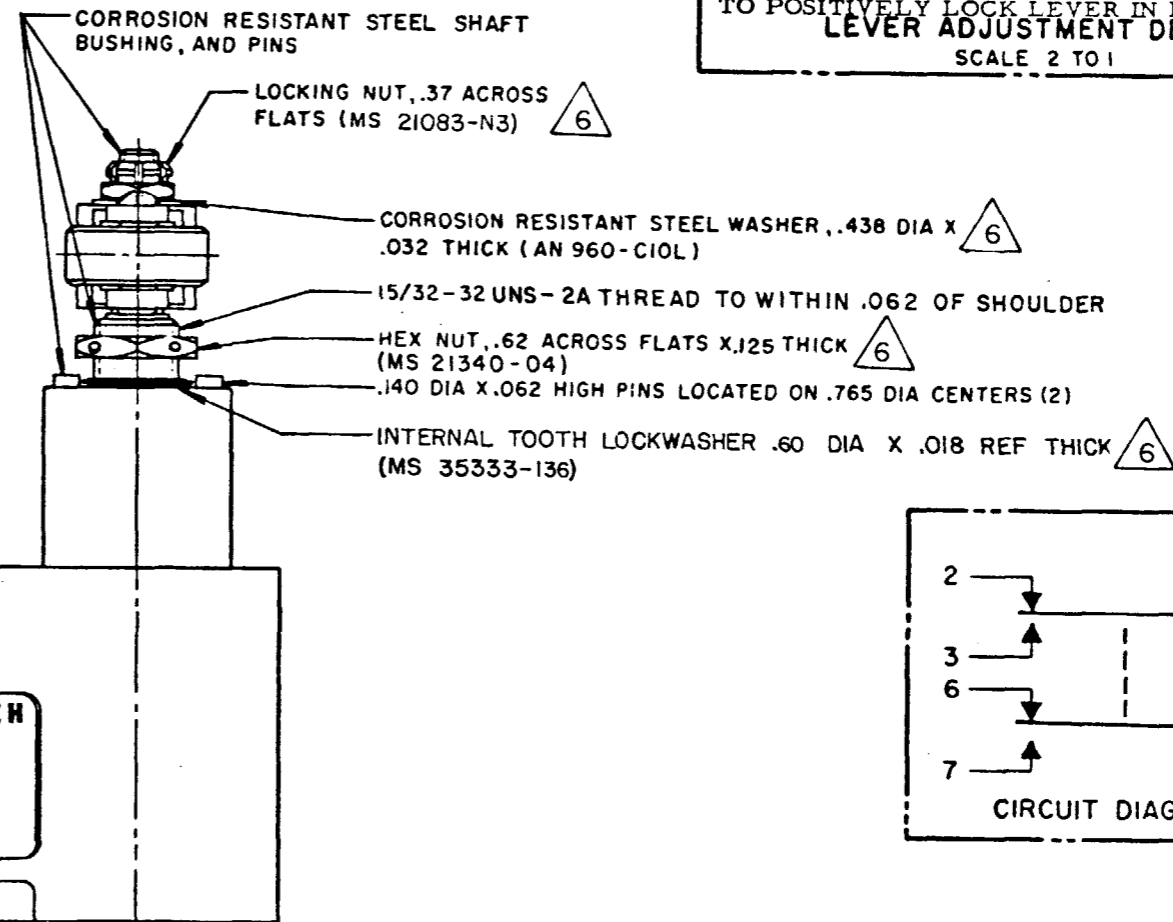 CORROSION RESISTANT STEEL SHAFT
BUSHING, AND PINS
TO POSITIVELY LOCK LEVER IN
LEVER ADJUSTMENT
SCALE 2 TO 1
LOCKING NUT, .37 ACROSS
FLATS (MS 21083-N3) 6
CORROSION RESISTANT STEEL WASHER, .438 DIA X
.032 THICK (AN 960-C10L) 6
15/32-32 UNS-2A THREAD TO WITHIN .062 OF SHOULDER
HEX NUT, .62 ACROSS FLATS X .125 THICK
(MS 21340-04) 6
.140 DIA X .062 HIGH PINS LOCATED ON .765 DIA CENTERS (2)
INTERNAL TOOTH LOCKWASHER .60 DIA X .018 REF THICK 6
(MS 35333-136)
2
3
6
7
CIRCUIT DIAG
H